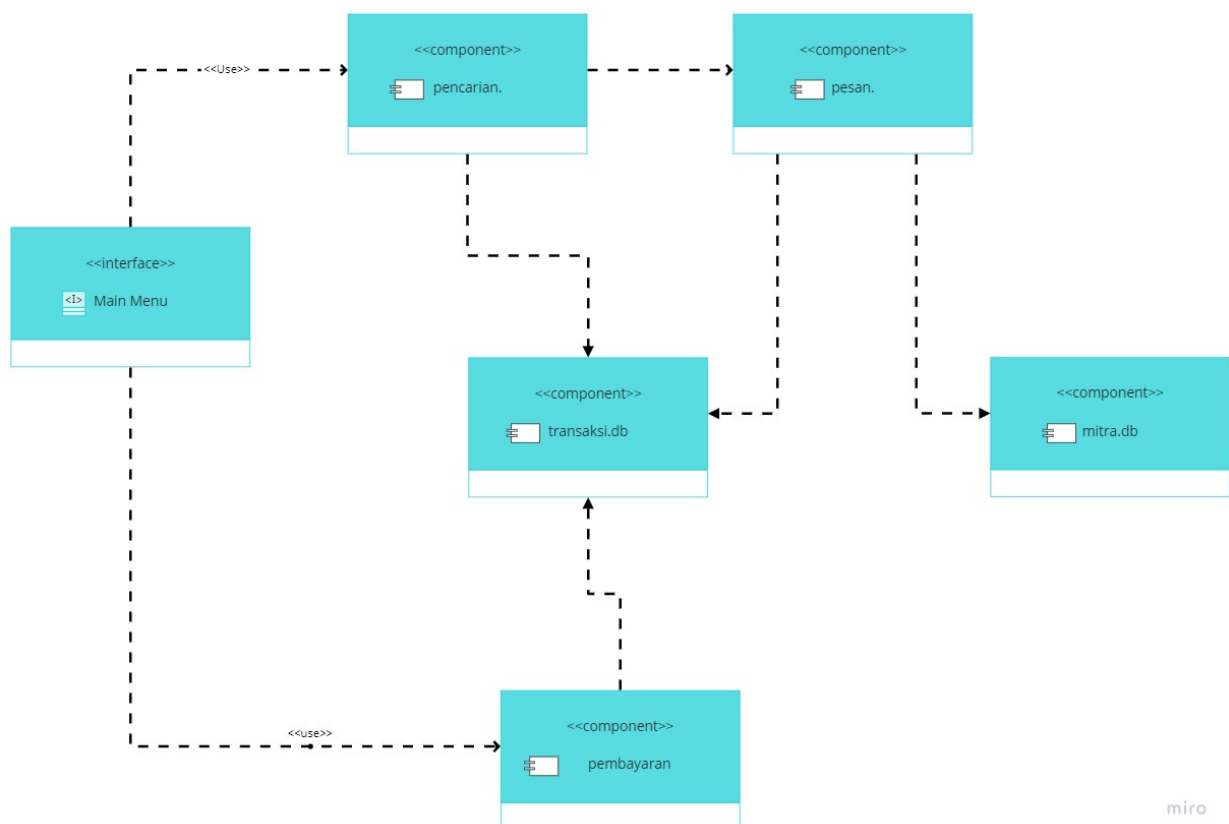 <<component>>
pencarian.
<<component>>
pesan.
<<Use>>
<<interface>>
<I> Main Menu
<<component>>
transaksi.db
<<component>>
mitra.db
<<use>>
<<component>>
pembayaran
miro